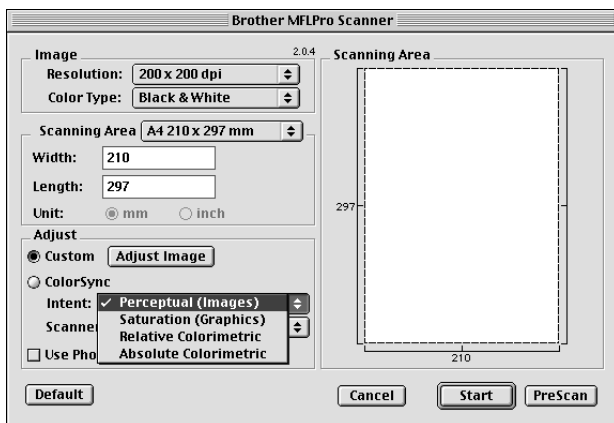 Brother MFLPro Scanner
Image 2.0.4
Resolution: 200 x 200 dpi
Color Type: Black & White
Scanning Area A4 210 x 297 mm
Width: 210
Length: 297
Unit: mm inch
Adjust
Custom Adjust Image
ColorSync
Intent: ✓ Perceptual (Images)
Saturation (Graphics)
Relative Colorimetric
Absolute Colorimetric
Scanner
Use Pho
Default
Scanning Area
297
210
Cancel Start PreScan